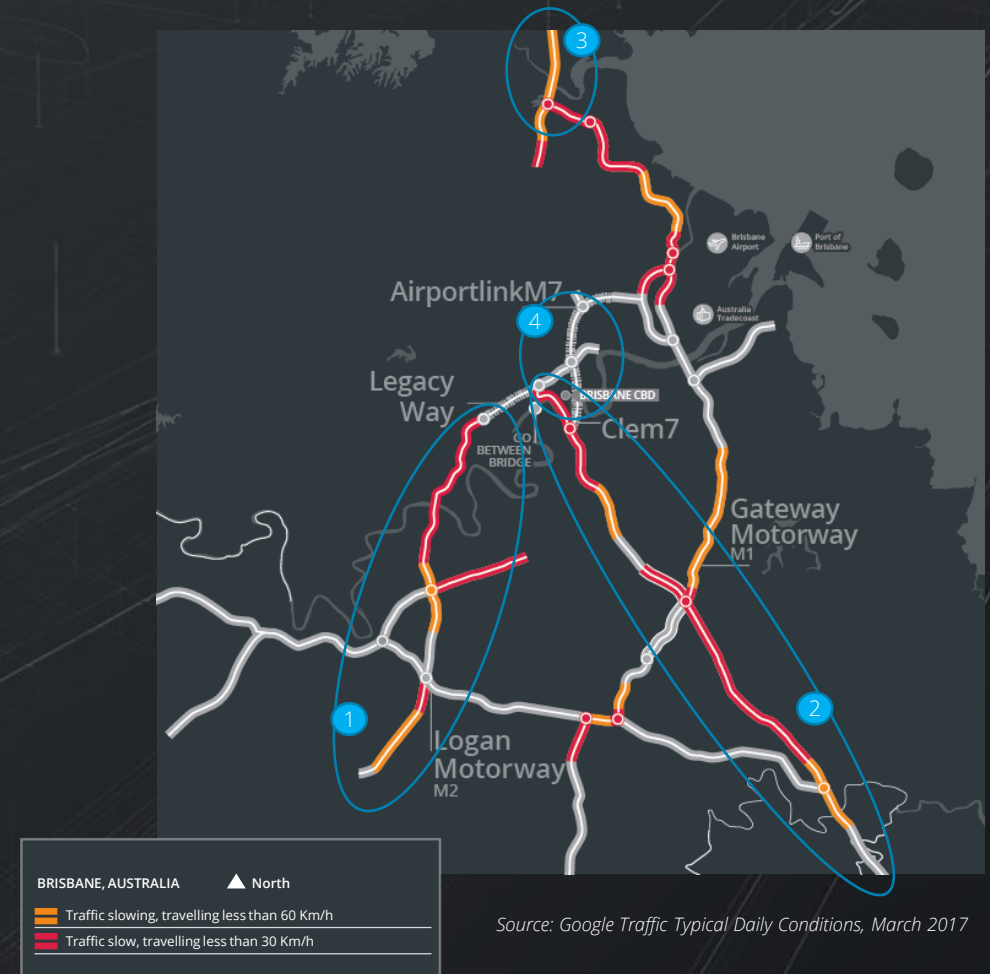 3
Brisbane
Airport
Port of
Brisbane
AirportlinkM7
Australia
Tradecoast
4
Legacy
Way
BRISBANE CBD
Clem7
GO
BETWEEN
BRIDGE
Gateway
Motorway
M1
1
2
Logan
Motorway
M2
BRISBANE, AUSTRALIA
North
Traffic slowing, travelling less than 60 Km/h
Traffic slow, travelling less than 30 Km/h
Source: Google Traffic Typical Daily Conditions, March 2017